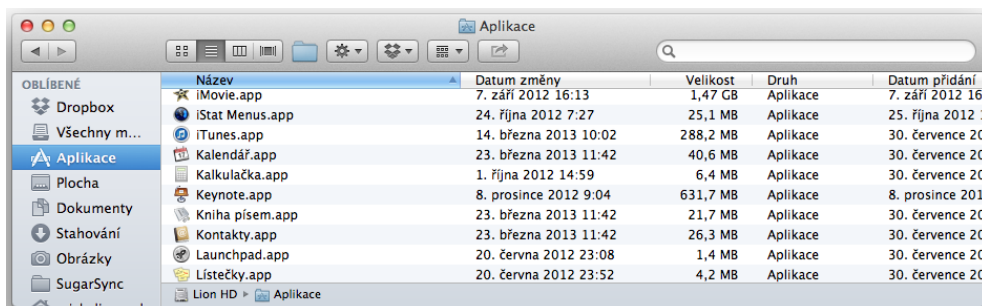 Aplikace
OBLÍBENÉ
Dropbox
Všechny m...
Aplikace
Plocha
Dokumenty
Stahování
Obrázky
SugarSync
Název Datum změny Velikost Druh Datum přidání
iMovie.app 7. září 2012 16:13 1,47 GB Aplikace 7. září 2012 16
iStat Menus.app 24. října 2012 7:27 25,1 MB Aplikace 25. října 2012
iTunes.app 14. března 2013 10:02 288,2 MB Aplikace 30. července 20
Kalendář.app 23. března 2013 11:42 40,6 MB Aplikace 30. července 20
Kalkulačka.app 1. října 2012 14:59 6,4 MB Aplikace 30. července 20
Keynote.app 8. prosince 2012 9:04 631,7 MB Aplikace 8. prosince 201
Kniha písem.app 23. března 2013 11:42 21,7 MB Aplikace 30. července 20
Kontakty.app 23. března 2013 11:42 26,3 MB Aplikace 30. července 20
Launchpad.app 20. června 2012 23:08 1,4 MB Aplikace 30. července 20
Lístečky.app 20. června 2012 23:52 4,2 MB Aplikace 30. července 20
Lion HD ▸ Aplikace